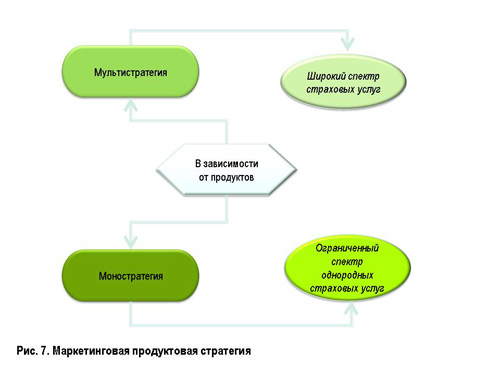 Мультистратегия
Широкий спектр
страховых услуг
В зависимости
от продуктов
Моностратегия
Ограниченный
спектр
однородных
страховых услуг
Рис. 7. Маркетинговая продуктовая стратегия